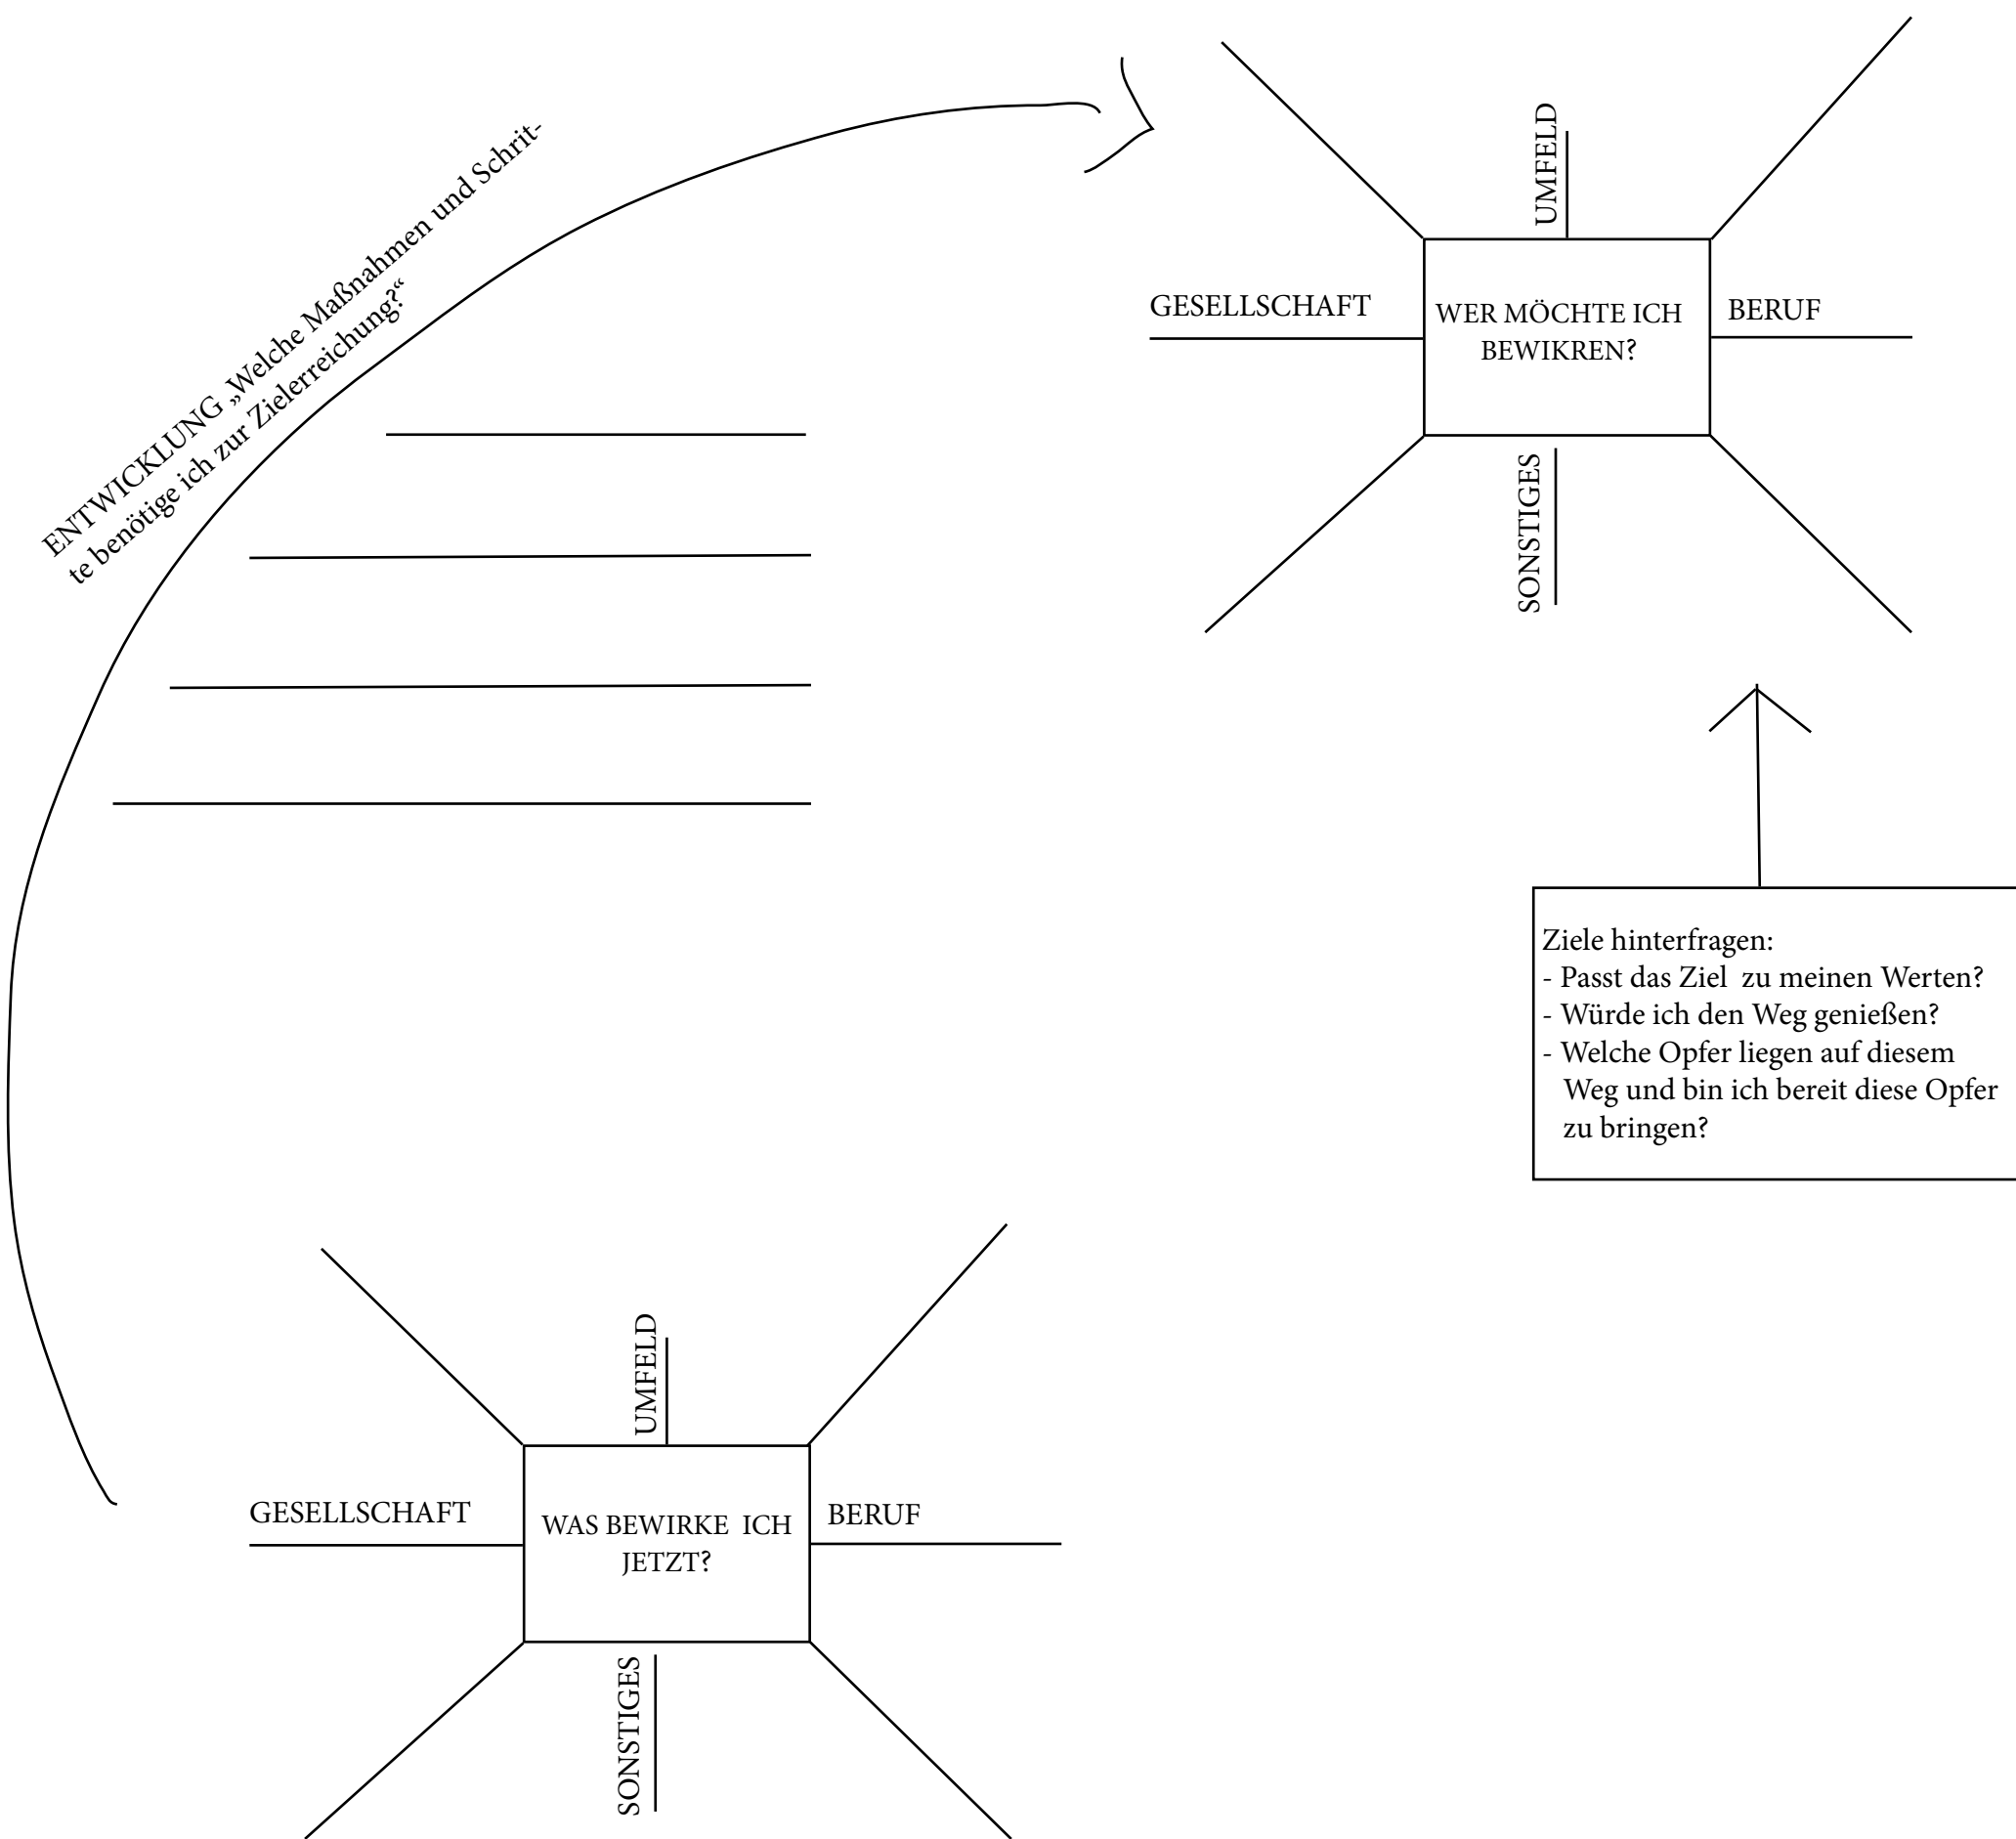 ENTWICKLUNG „Welche Maßnahmen und Schrit-
te benötige ich zur Zielerreichung?“
UMFELD
GESELLSCHAFT
WER MÖCHTE ICH
BEWIKREN?
BERUF
SONSTIGES
Ziele hinterfragen:
- Passt das Ziel  zu meinen Werten?
- Würde ich den Weg genießen?
- Welche Opfer liegen auf diesem
Weg und bin ich bereit diese Opfer
zu bringen?
UMFELD
GESELLSCHAFT
WAS BEWIRKE  ICH
JETZT?
BERUF
SONSTIGES